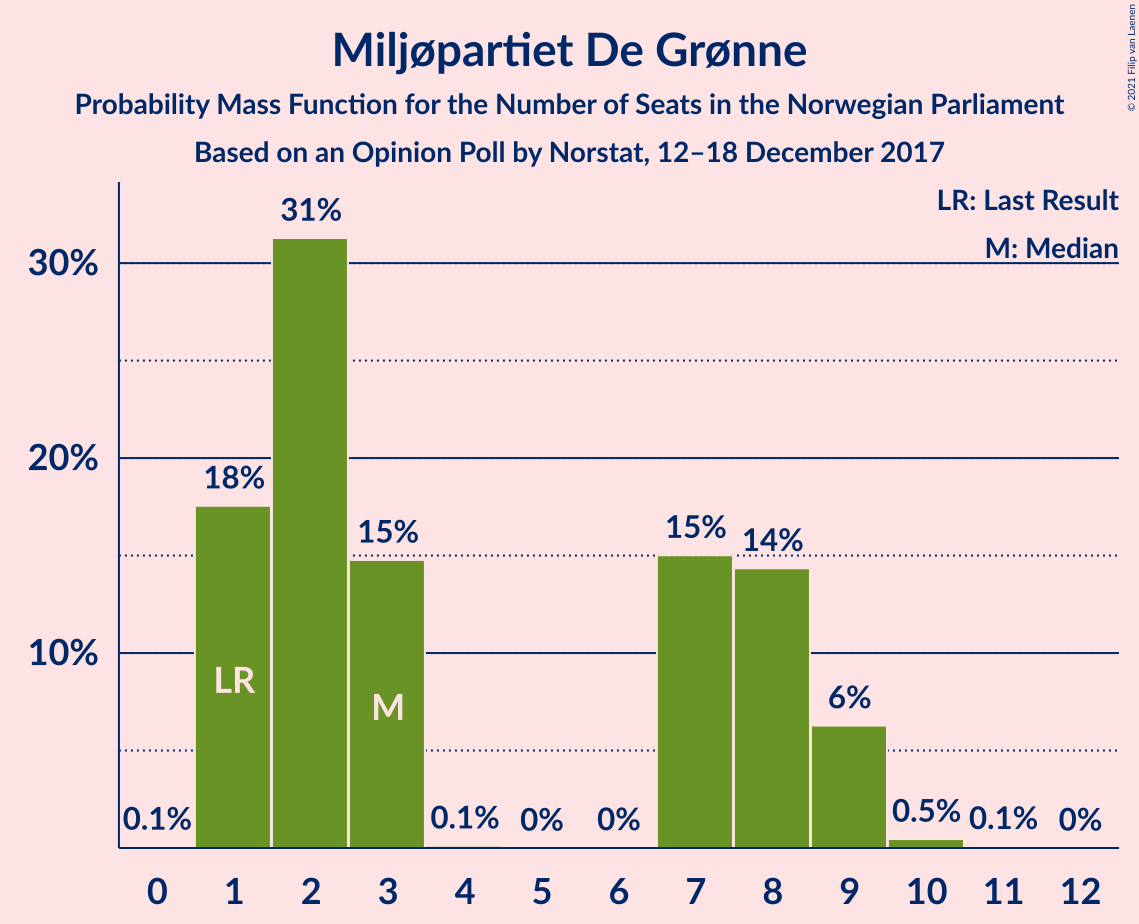 Miljøpartiet De Grønne
Probability Mass Function for the Number of Seats in the Norwegian Parliament
Based on an Opinion Poll by Norstat, 12–18 December 2017
© 2021 Filip van Laenen
LR: Last Result
M: Median
31%
30%
20%
18%
15%
15%
14%
10%
LR
M
6%
0.1%
0.1%
0%
0%
0.5%
0.1%
0%
0 1 2 3 4 5 6 7 8 9 10 11 12